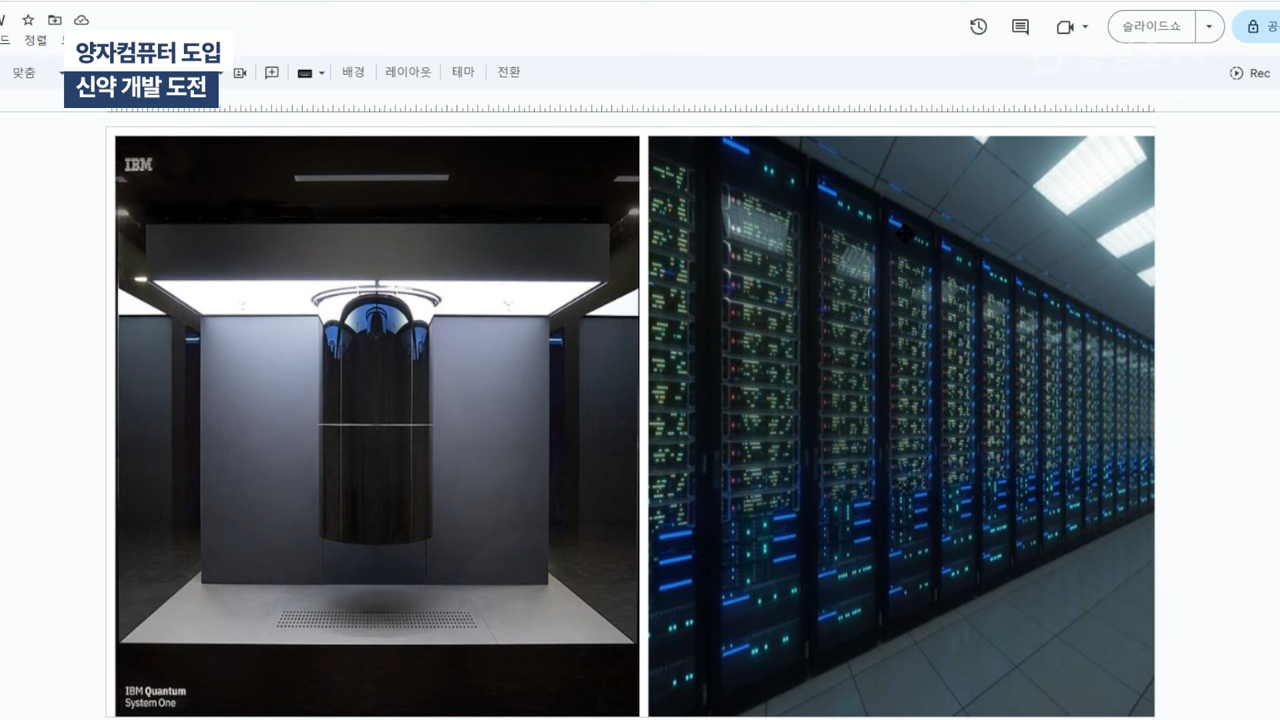 정렬
양자컴퓨터 도입
신약 개발 도전
맞춤
배경
레이아웃
테마
전환
슬라이드쇼
Rec
IBM
IBM Quantum
System One